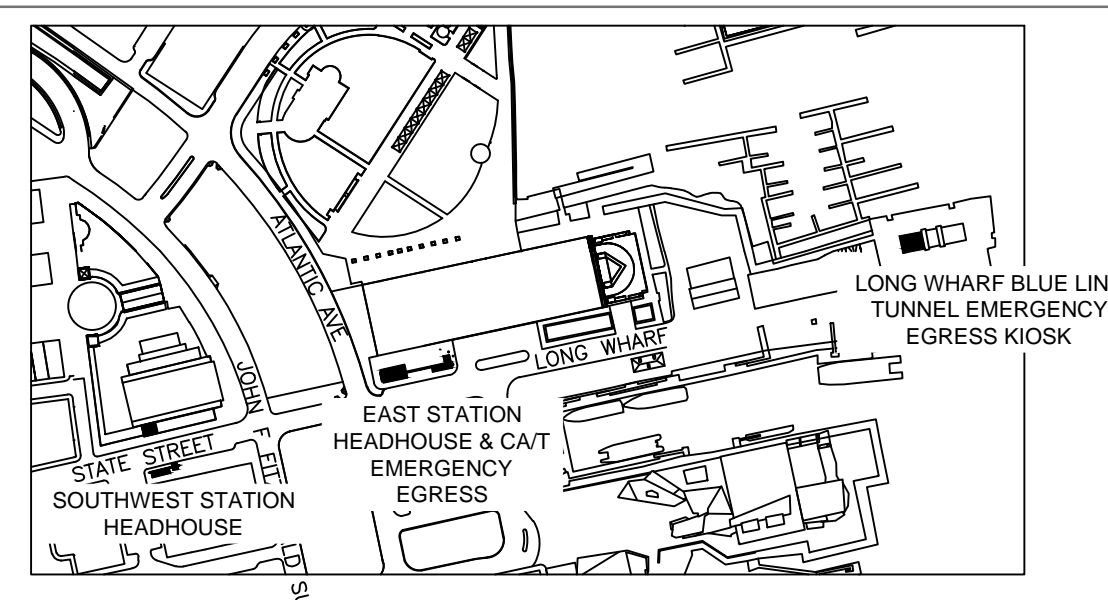 ATLANTIC AVE
LONG WHARF BLUE LIN
TUNNEL EMERGENCY
EGRESS KIOSK
LONG WHARF
JOHN F FIT
EAST STATION
HEADHOUSE & CA/T
EMERGENCY
EGRESS
STATE STREET
SOUTHWEST STATION
HEADHOUSE